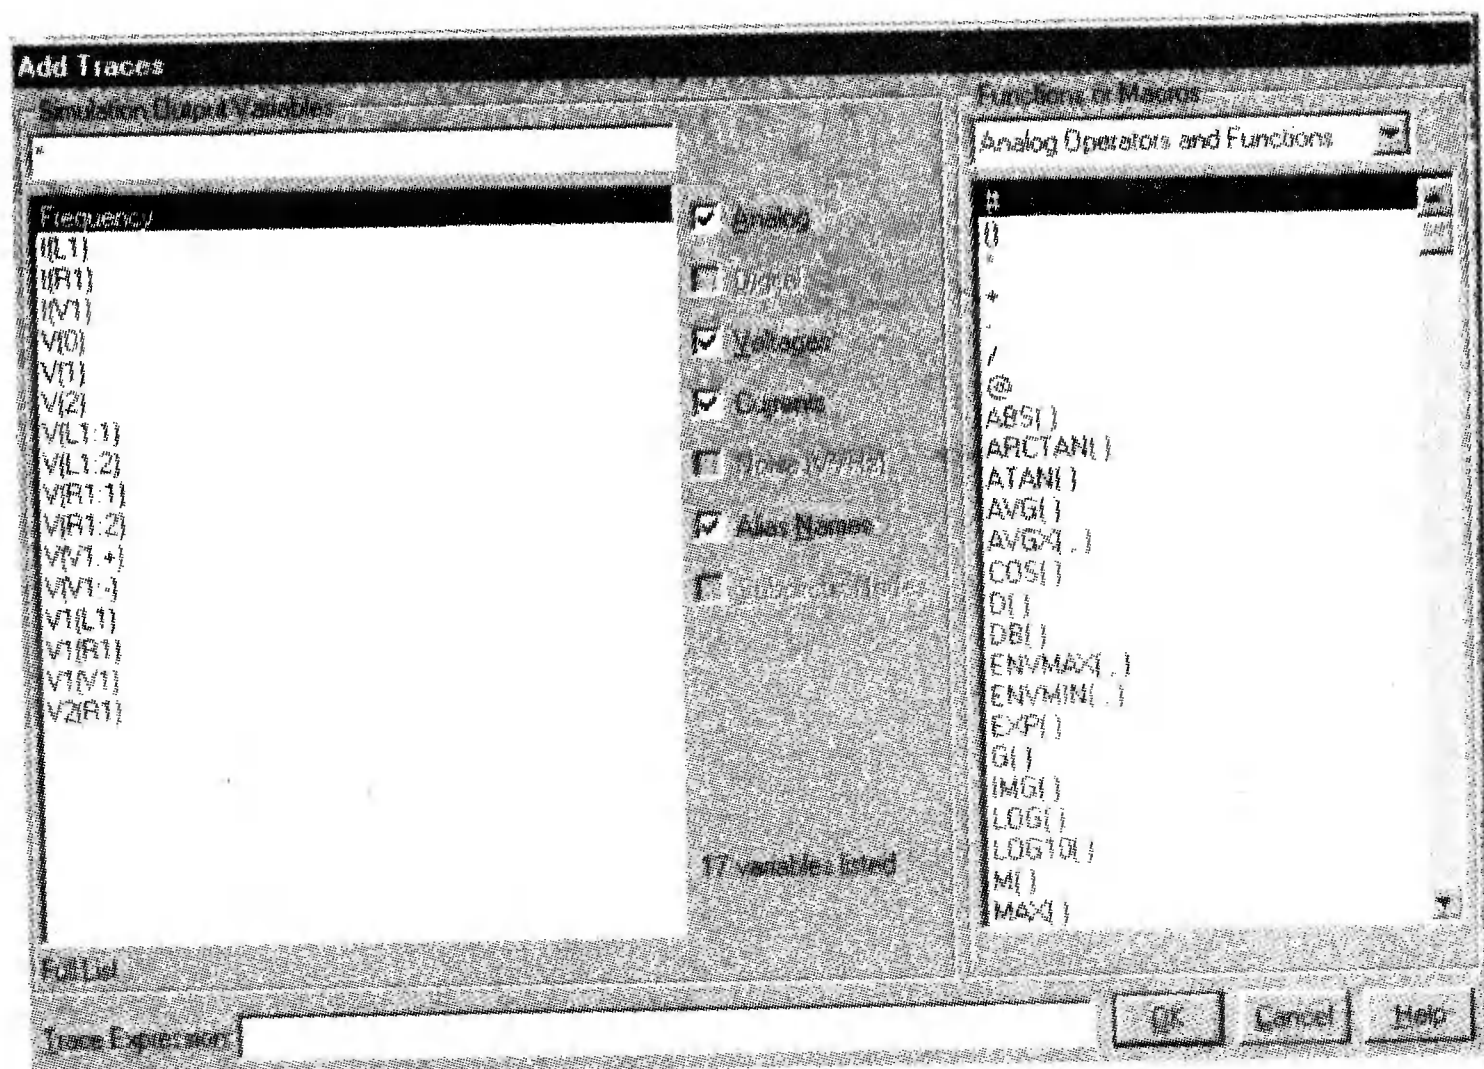 Add Traces
Simulation Output Variables
*
Frequency
I(L1)
I(R1)
I(V1)
V(0)
V(1)
V(2)
V(L1:1)
V(L1:2)
V(R1:1)
V(R1:2)
V(V1:+)
V(V1:-)
V1(L1)
V1(R1)
V1(V1)
V2(R1)
Full List
Analog
Digital
Voltages
Currents
Alias Names
17 variables listed
Functions or Macros
Analog Operators and Functions
#
()
*
+
-
/
@
ABS( )
ARCTAN( )
ATAN( )
AVG( )
AVGX( , )
COS( )
D( )
DB( )
ENVMAX( , )
ENVMIN( , )
EXP( )
G( )
IMG( )
LOG( )
LOG10( )
M( )
MAX( )
Trace Expression:
OK
Cancel
Help